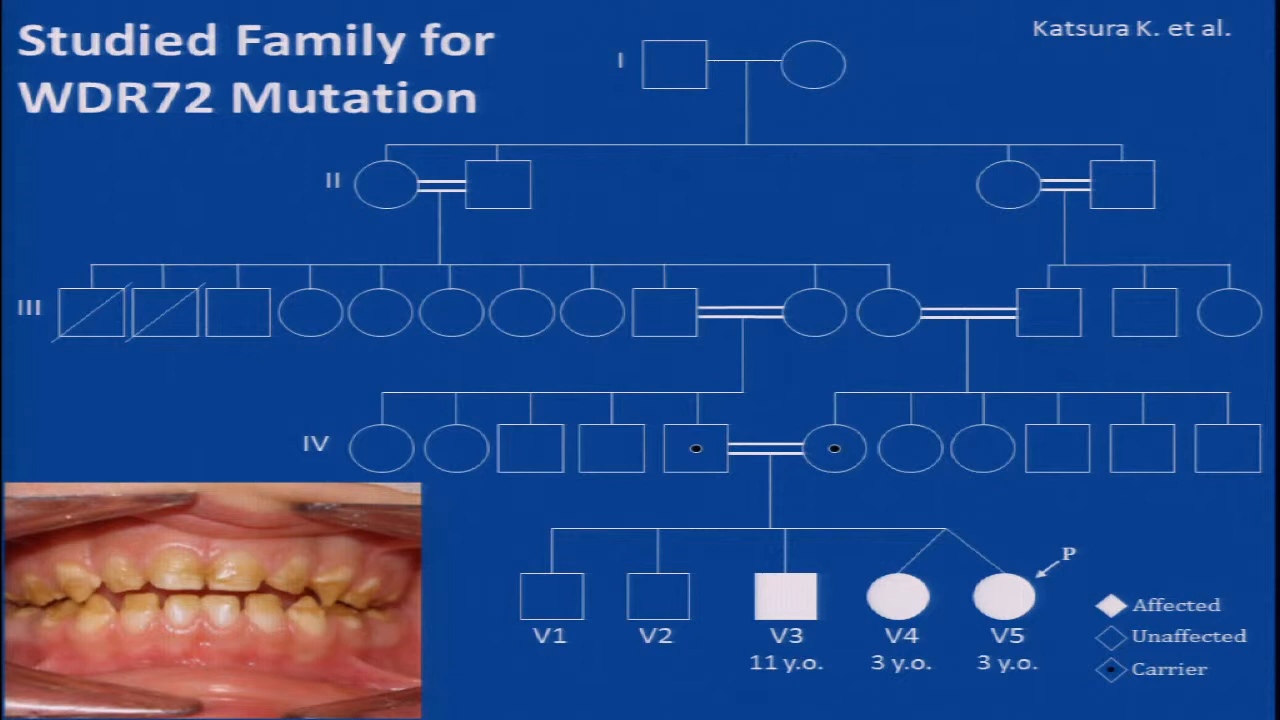 Studied Family for
WDR72 Mutation
Katsura K. et al.
I
II
III
IV
P
V1 V2 V3 V4 V5
11 y.o. 3 y.o. 3 y.o.
Affected
Unaffected
Carrier